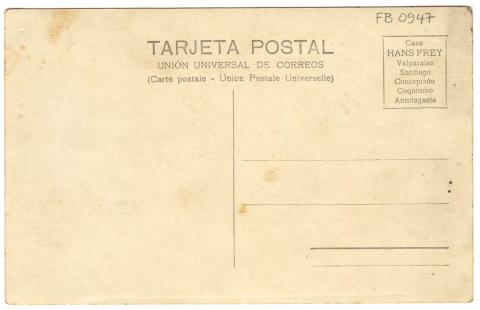 FB 0947
TARJETA POSTAL
UNIÓN UNIVERSAL DE CORREOS
(Carte postale - Union Postale Universelle)
Casa
HANS FREY
Valparaiso
Santiago
Concepción
Coquimbo
Antofagasta